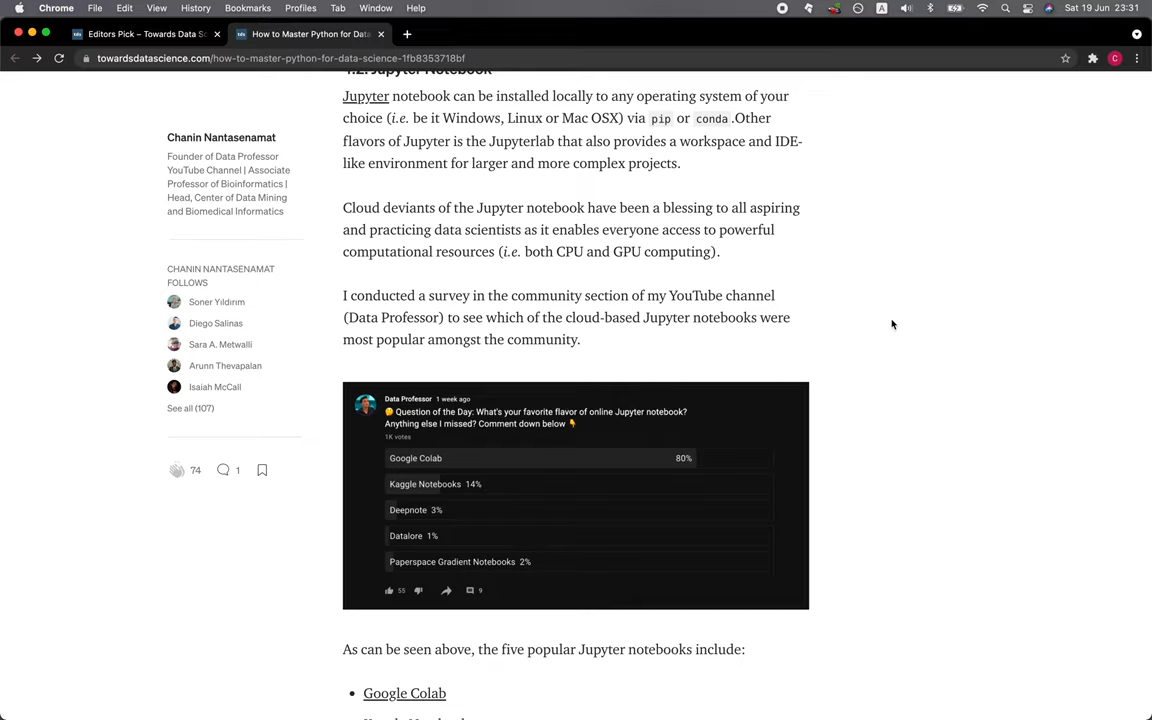 Chrome File Edit View History Bookmarks Profiles Tab Window Help
A
Sat 19 Jun 23:31
Editors Pick – Towards Data Sc
How to Master Python for Data
towardsdatascience.com/how-to-master-python-for-data-science-1fb8353718bf
C
Jupyter notebook can be installed locally to any operating system of your
choice (i.e. be it Windows, Linux or Mac OSX) via pip or conda .Other
flavors of Jupyter is the Jupyterlab that also provides a workspace and IDE-
like environment for larger and more complex projects.
Cloud deviants of the Jupyter notebook have been a blessing to all aspiring
and practicing data scientists as it enables everyone access to powerful
computational resources (i.e. both CPU and GPU computing).
I conducted a survey in the community section of my YouTube channel
(Data Professor) to see which of the cloud-based Jupyter notebooks were
most popular amongst the community.
Chanin Nantasenamat
Founder of Data Professor
YouTube Channel | Associate
Professor of Bioinformatics |
Head, Center of Data Mining
and Biomedical Informatics
CHANIN NANTASENAMAT
FOLLOWS
Soner Yıldırım
Diego Salinas
Sara A. Metwalli
Arunn Thevapalan
Isaiah McCall
See all (107)
74 1
Data Professor 1 week ago
Question of the Day: What's your favorite flavor of online Jupyter notebook?
Anything else I missed? Comment down below
1K votes
Google Colab 80%
Kaggle Notebooks 14%
Deepnote 3%
Datalore 1%
Paperspace Gradient Notebooks 2%
55 9
As can be seen above, the five popular Jupyter notebooks include:
• Google Colab